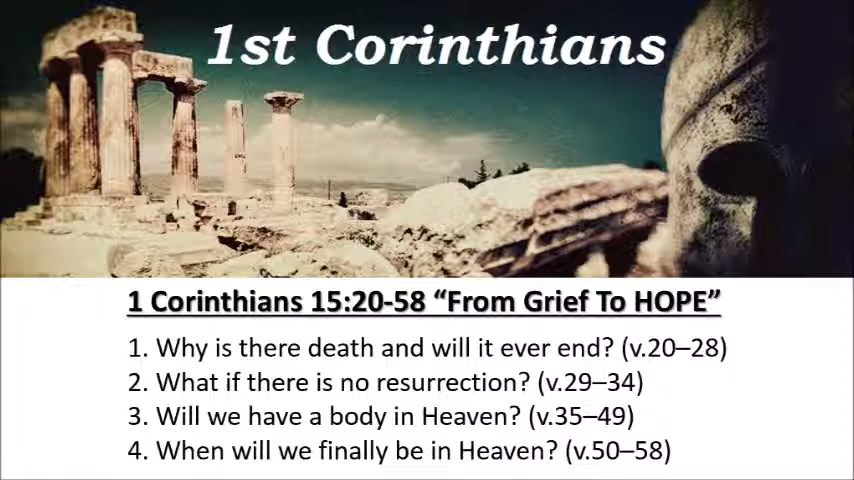 1st Corinthians
1 Corinthians 15:20-58 “From Grief To HOPE”
1. Why is there death and will it ever end? (v.20–28)
2. What if there is no resurrection? (v.29–34)
3. Will we have a body in Heaven? (v.35–49)
4. When will we finally be in Heaven? (v.50–58)